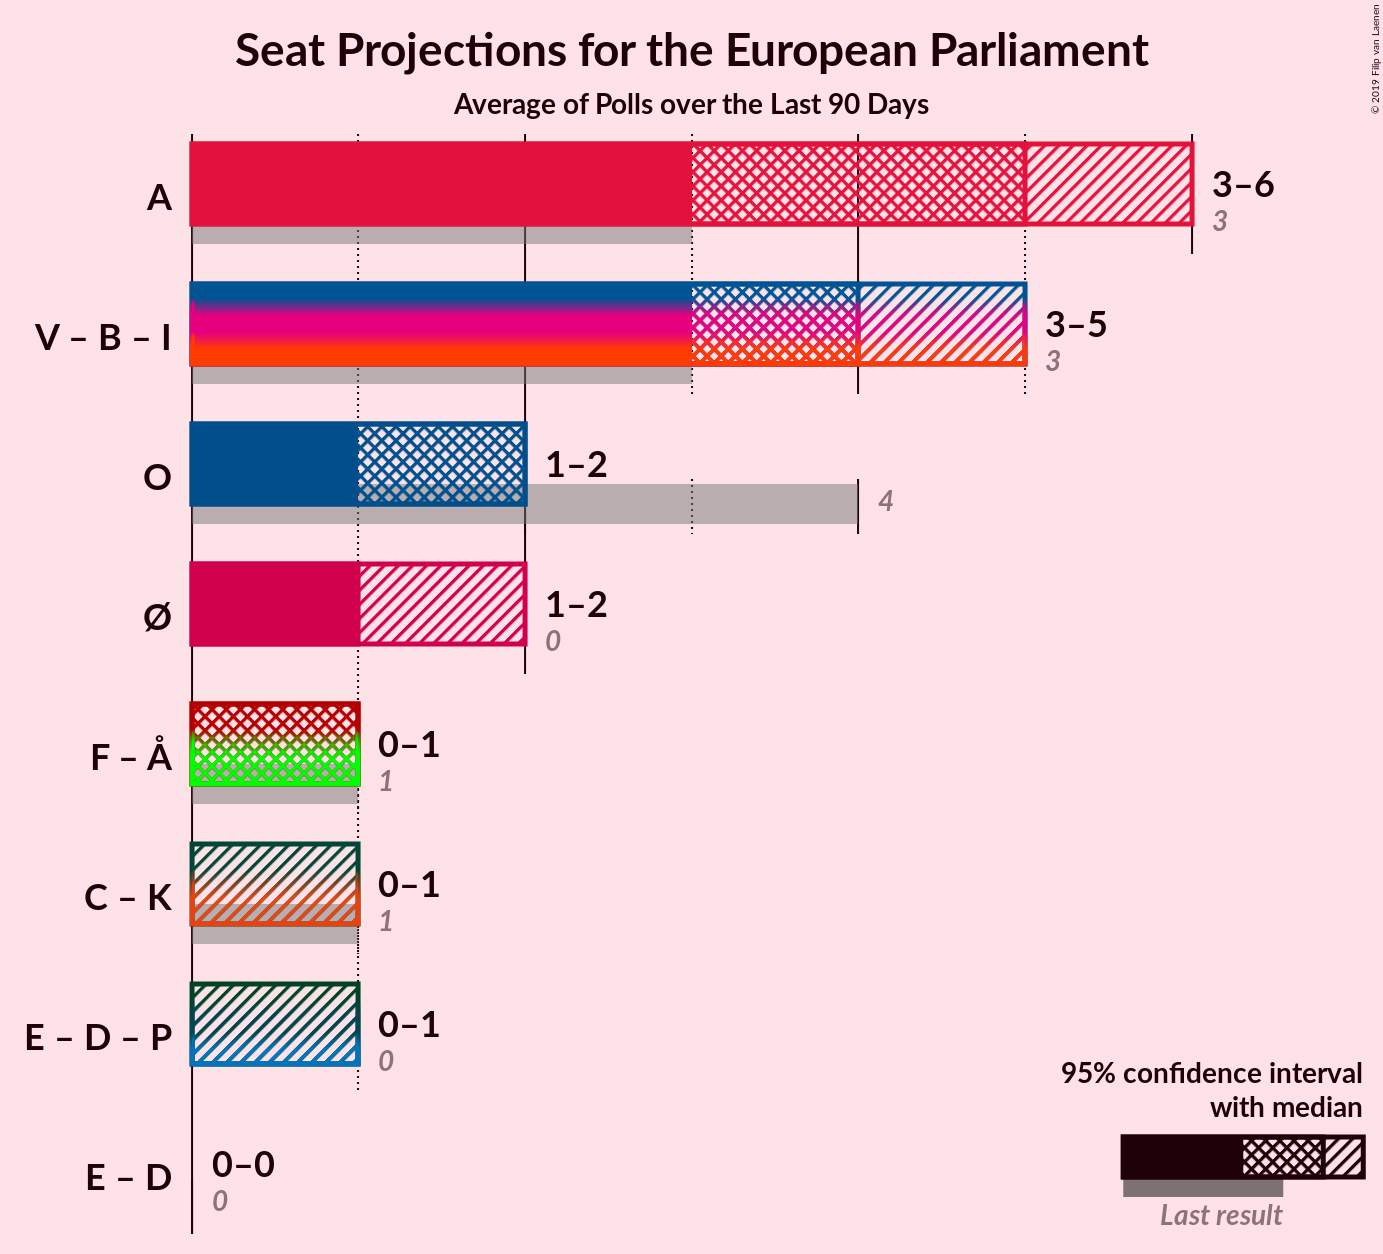 Seat Projections for the European Parliament
Average of Polls over the Last 90 Days
© 2019 Filip van Laenen
A
3–6
3
V – B – I
3–5
3
O
1–2
4
Ø
1–2
0
F – Å
0–1
1
C – K
0–1
1
E – D – P
0–1
0
E – D
0–0
0
95% confidence interval
with median
Last result